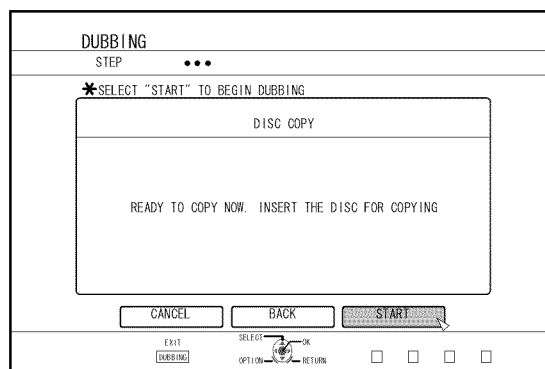 DUBBING
STEP
*SELECT "START" TO BEGIN DUBBING
DISC COPY
READY TO COPY NOW. INSERT THE DISC FOR COPYING
CANCEL BACK START
EXIT
DUBBING
SELECT OK
OPTION RETURN